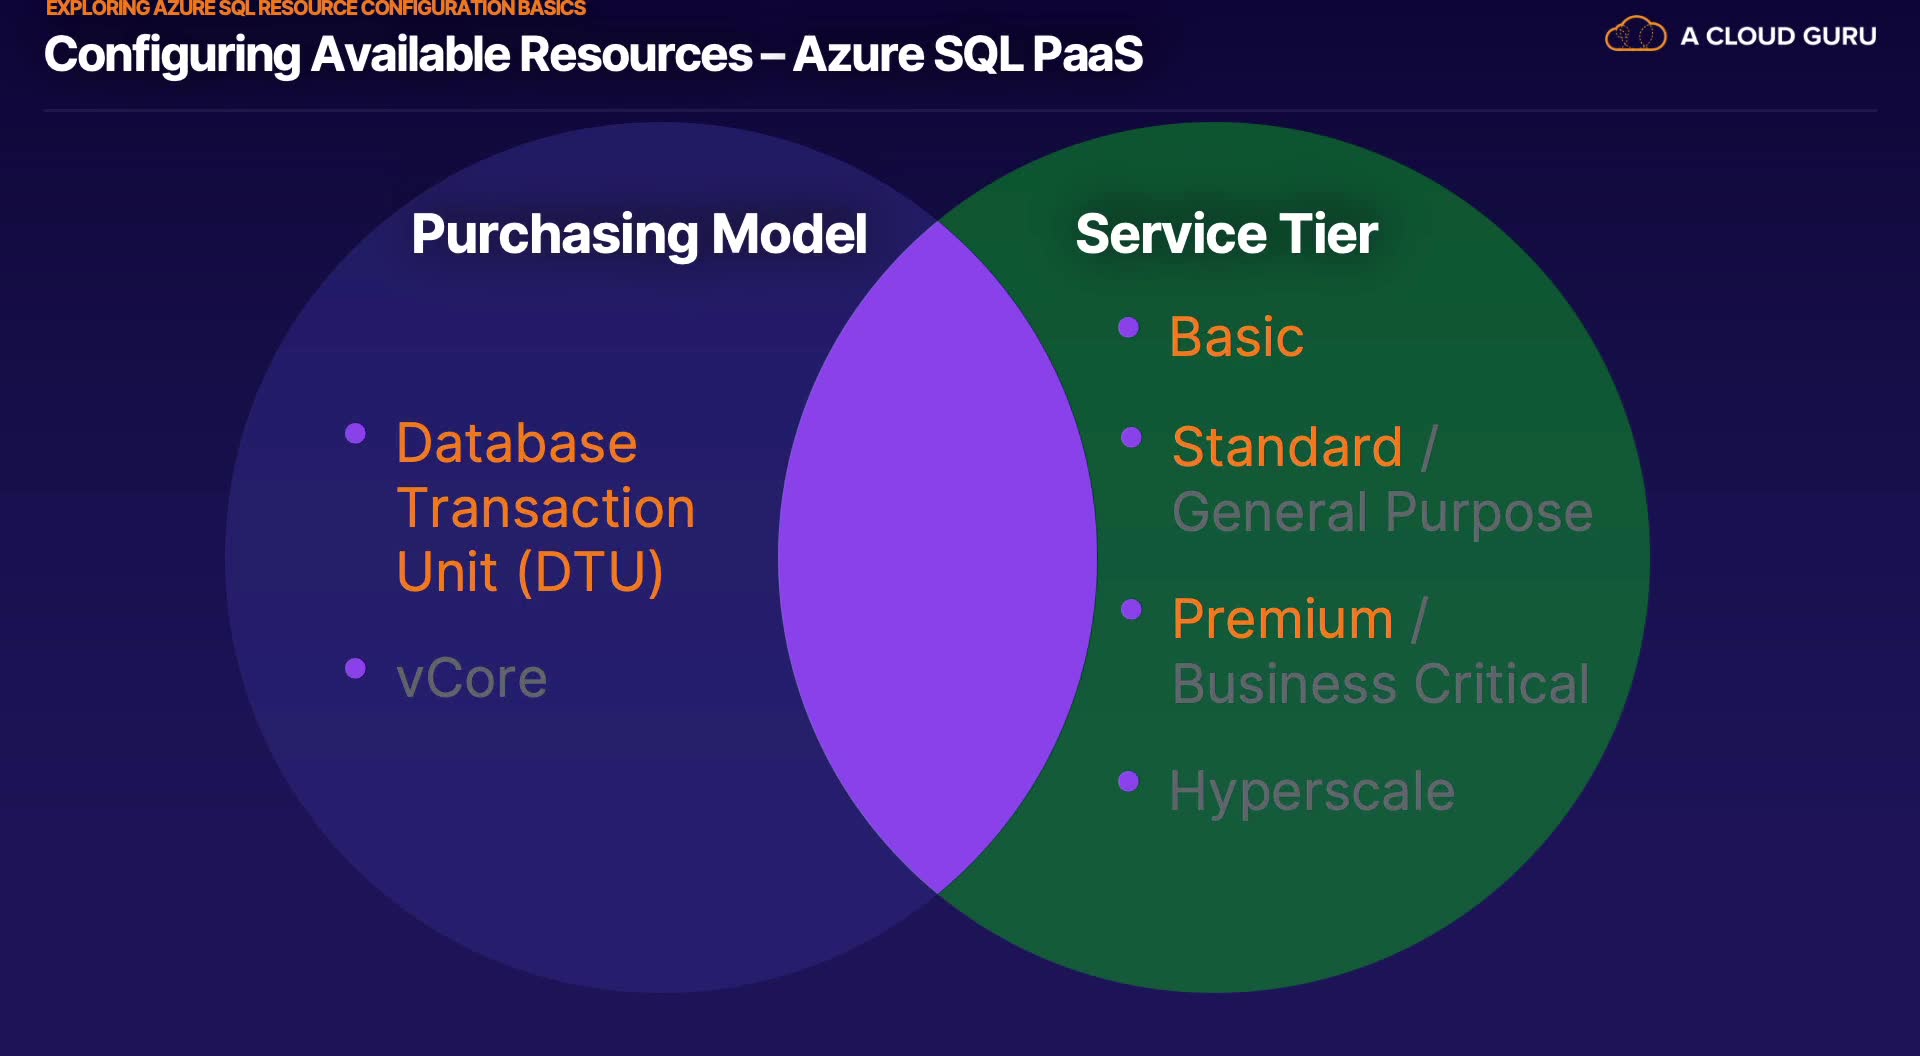 EXPLORING AZURE SQL RESOURCE CONFIGURATION BASICS
Configuring Available Resources – Azure SQL PaaS
A CLOUD GURU
Purchasing Model
Database
Transaction
Unit (DTU)
vCore
Service Tier
Basic
Standard /
General Purpose
Premium /
Business Critical
Hyperscale